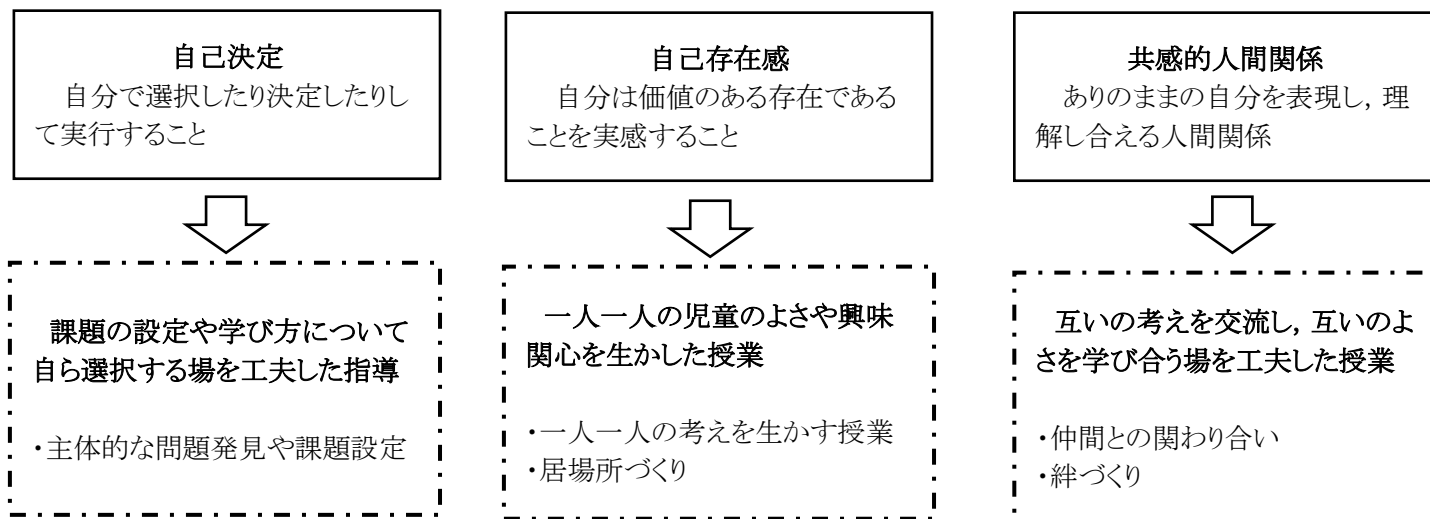 自己決定
自分で選択したり決定したりし
て実行すること
自己存在感
自分は価値のある存在である
ことを実感すること
共感的人間関係
ありのままの自分を表現し，理
解し合える人間関係
課題の設定や学び方について
自ら選択する場を工夫した指導
・主体的な問題発見や課題設定
一人一人の児童のよさや興味
関心を生かした授業
・一人一人の考えを生かす授業
・居場所づくり
互いの考えを交流し，互いのよ
さを学び合う場を工夫した授業
・仲間との関わり合い
・絆づくり